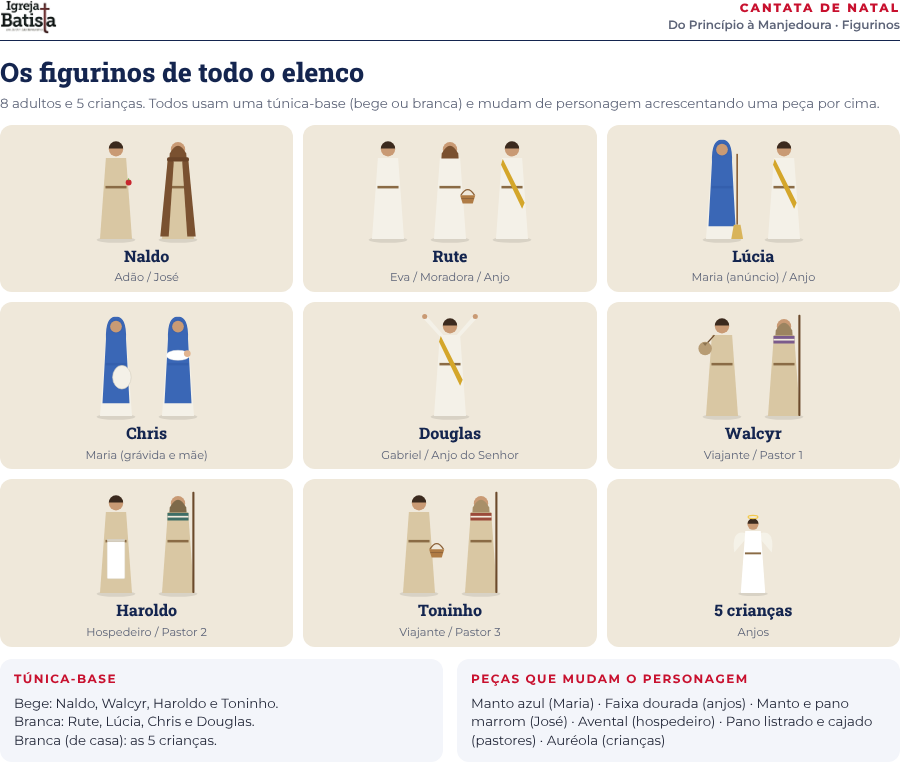 Igreja
Batista
CANTATA DE NATAL
Do Princípio à Manjedoura · Figurinos
Os figurinos de todo o elenco
8 adultos e 5 crianças. Todos usam uma túnica-base (bege ou branca) e mudam de personagem acrescentando uma peça por cima.
Naldo
Adão / José
Rute
Eva / Moradora / Anjo
Lúcia
Maria (anúncio) / Anjo
Chris
Maria (grávida e mãe)
Douglas
Gabriel / Anjo do Senhor
Walcyr
Viajante / Pastor 1
Haroldo
Hospedeiro / Pastor 2
Toninho
Viajante / Pastor 3
5 crianças
Anjos
TÚNICA-BASE
Bege: Naldo, Walcyr, Haroldo e Toninho.
Branca: Rute, Lúcia, Chris e Douglas.
Branca (de casa): as 5 crianças.
PEÇAS QUE MUDAM O PERSONAGEM
Manto azul (Maria) · Faixa dourada (anjos) · Manto e pano
marrom (José) · Avental (hospedeiro) · Pano listrado e cajado
(pastores) · Auréola (crianças)